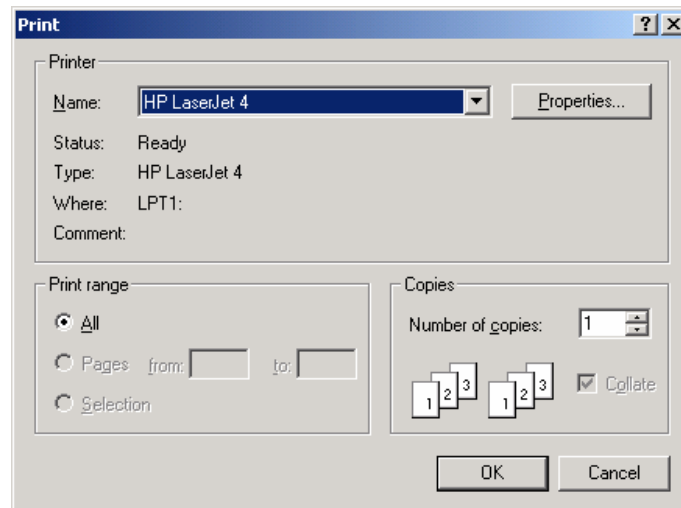 Print
Printer
Name: HP LaserJet 4 Properties...
Status: Ready
Type: HP LaserJet 4
Where: LPT1:
Comment:
Print range
All
Pages from: to:
Selection
Copies
Number of copies: 1
1 2 3 1 2 3
Collate
OK Cancel